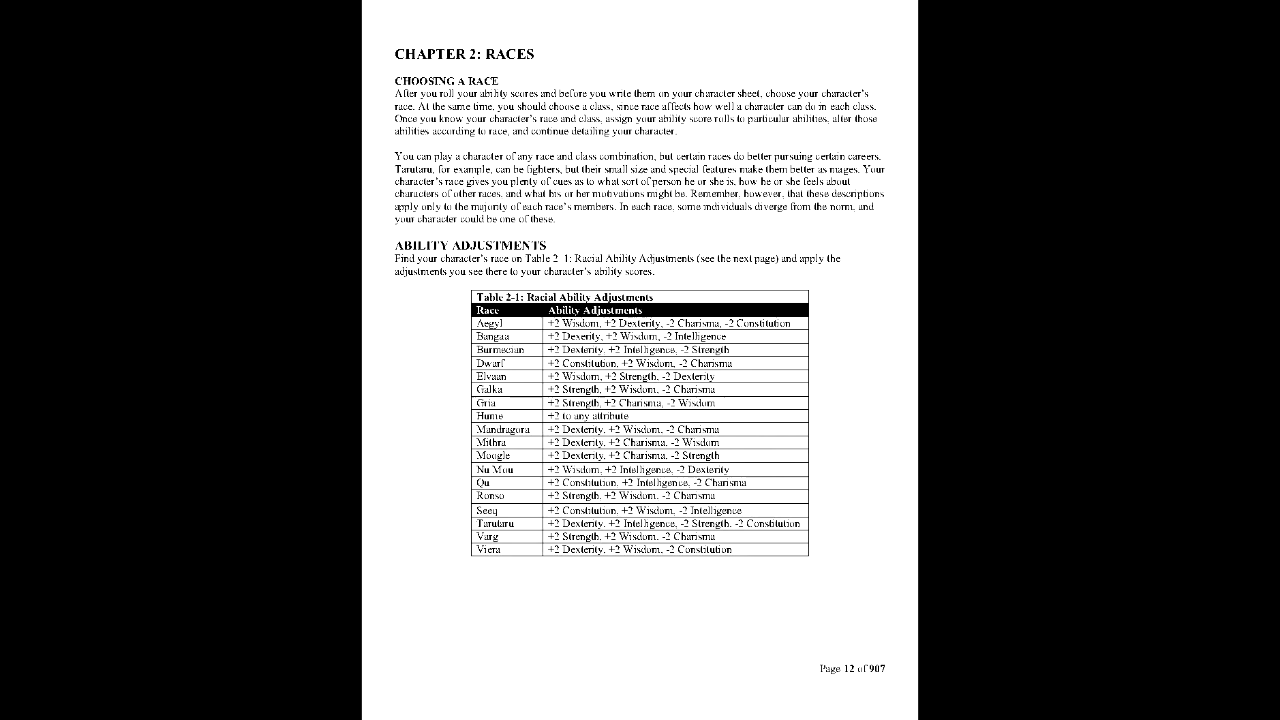 CHAPTER 2: RACES
CHOOSING A RACE
After you roll your ability scores and before you write them on your character sheet, choose your character's
race. At the same time, you should choose a class, since race affects how well a character can do in each class.
Once you know your character's race and class, assign your ability score rolls to particular abilities, alter those
abilities according to race, and continue detailing your character.
You can play a character of any race and class combination, but certain races do better pursuing certain careers.
Tarutaru, for example, can be fighters, but their small size and special features make them better as mages. Your
character's race gives you plenty of cues as to what sort of person he or she is, how he or she feels about
characters of other races, and what his or her motivations might be. Remember, however, that these descriptions
apply only to the majority of each race's members. In each race, some individuals diverge from the norm, and
your character could be one of these.
ABILITY ADJUSTMENTS
Find your character's race on Table 2-1: Racial Ability Adjustments (see the next page) and apply the
adjustments you see there to your character's ability scores.
Table 2-1: Racial Ability Adjustments
Race Ability Adjustments
Aegyl +2 Wisdom, +2 Dexterity, -2 Charisma, -2 Constitution
Bangaa +2 Dexerity, +2 Wisdom, -2 Intelligence
Burmecian +2 Dexterity, +2 Intelligence, -2 Strength
Dwarf +2 Constitution, +2 Wisdom, -2 Charisma
Elvaan +2 Wisdom, +2 Strength, -2 Dexterity
Galka +2 Strength, +2 Wisdom, -2 Charisma
Gria +2 Strength, +2 Charisma, -2 Wisdom
Hume +2 to any attribute
Mandragora +2 Dexterity, +2 Wisdom, -2 Charisma
Mithra +2 Dexterity, +2 Charisma, -2 Wisdom
Moogle +2 Dexterity, +2 Charisma, -2 Strength
Nu Mou +2 Wisdom, +2 Intelligence, -2 Dexterity
Qu +2 Constitution, +2 Intelligence, -2 Charisma
Ronso +2 Strength, +2 Wisdom, -2 Charisma
Seeq +2 Constitution, +2 Wisdom, -2 Intelligence
Tarutaru +2 Dexterity, +2 Intelligence, -2 Strength, -2 Constitution
Varg +2 Strength, +2 Wisdom, -2 Charisma
Viera +2 Dexterity, +2 Wisdom, -2 Constitution
Page 12 of 907